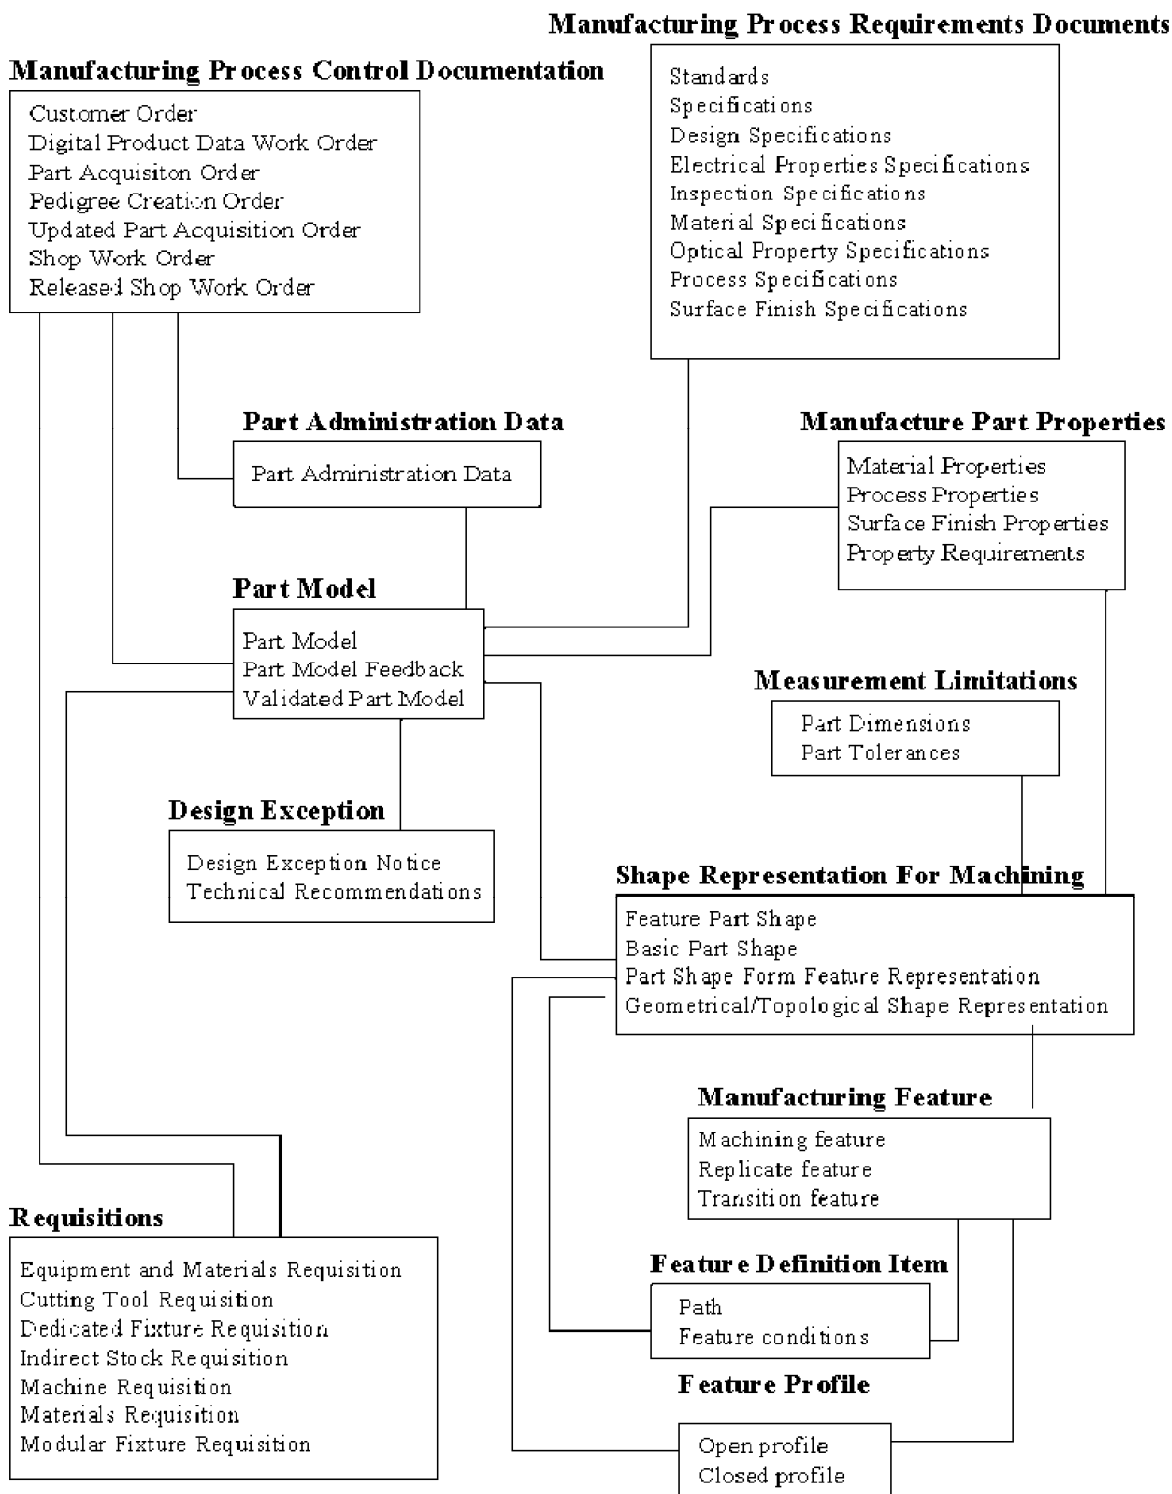 Manufacturing Process Requirements Documents
Standards
Specifications
Design Specifications
Electrical Properties Specifications
Inspection Specifications
Material Specifications
Optical Property Specifications
Process Specifications
Surface Finish Specifications
Manufacturing Process Control Documentation
Customer Order
Digital Product Data Work Order
Part Acquisiton Order
Pedigree Creation Order
Updated Part Acquisition Order
Shop Work Order
Released Shop Work Order
Part Administration Data
Part Administration Data
Manufacture Part Properties
Material Properties
Process Properties
Surface Finish Properties
Property Requirements
Part Model
Part Model
Part Model Feedback
Validated Part Model
Measurement Limitations
Part Dimensions
Part Tolerances
Design Exception
Design Exception Notice
Technical Recommendations
Shape Representation For Machining
Feature Part Shape
Basic Part Shape
Part Shape Form Feature Representation
Geometrical/Topological Shape Representation
Manufacturing Feature
Machining feature
Replicate feature
Transition feature
Requisitions
Equipment and Materials Requisition
Cutting Tool Requisition
Dedicated Fixture Requisition
Indirect Stock Requisition
Machine Requisition
Materials Requisition
Modular Fixture Requisition
Feature Definition Item
Path
Feature conditions
Feature Profile
Open profile
Closed profile